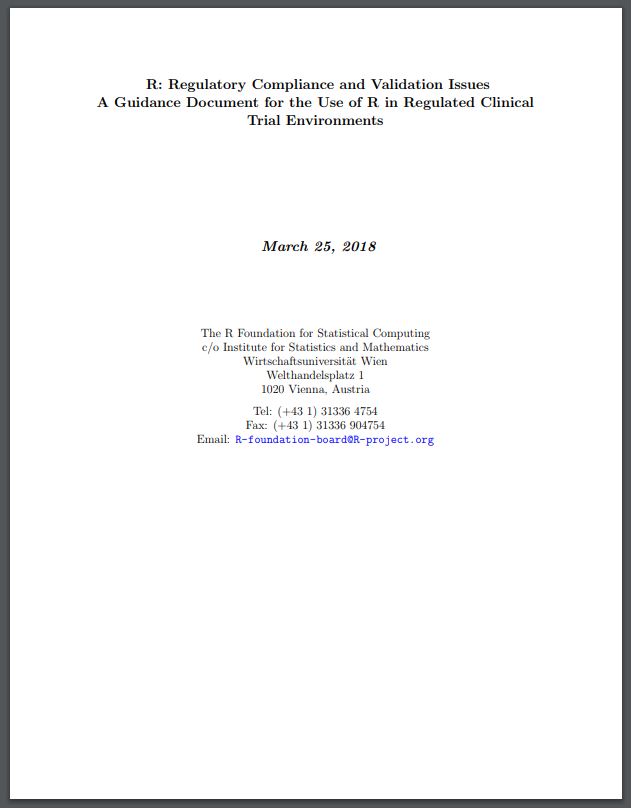 R: Regulatory Compliance and Validation Issues
A Guidance Document for the Use of R in Regulated Clinical
Trial Environments
March 25, 2018
The R Foundation for Statistical Computing
c/o Institute for Statistics and Mathematics
Wirtschaftsuniversität Wien
Welthandelsplatz 1
1020 Vienna, Austria
Tel: (+43 1) 31336 4754
Fax: (+43 1) 31336 904754
Email: R-foundation-board@R-project.org